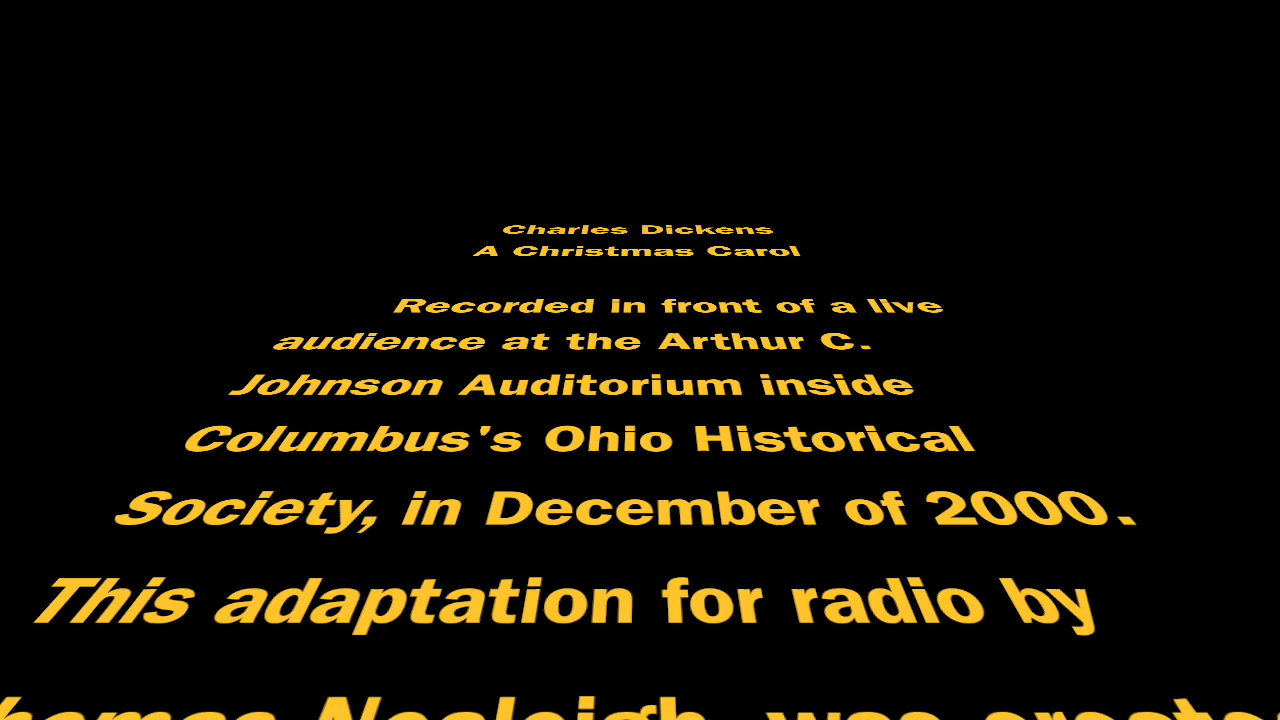 Charles Dickens
A Christmas Carol
Recorded in front of a live
audience at the Arthur C.
Johnson Auditorium inside
Columbus's Ohio Historical
Society, in December of 2000.
This adaptation for radio by
was